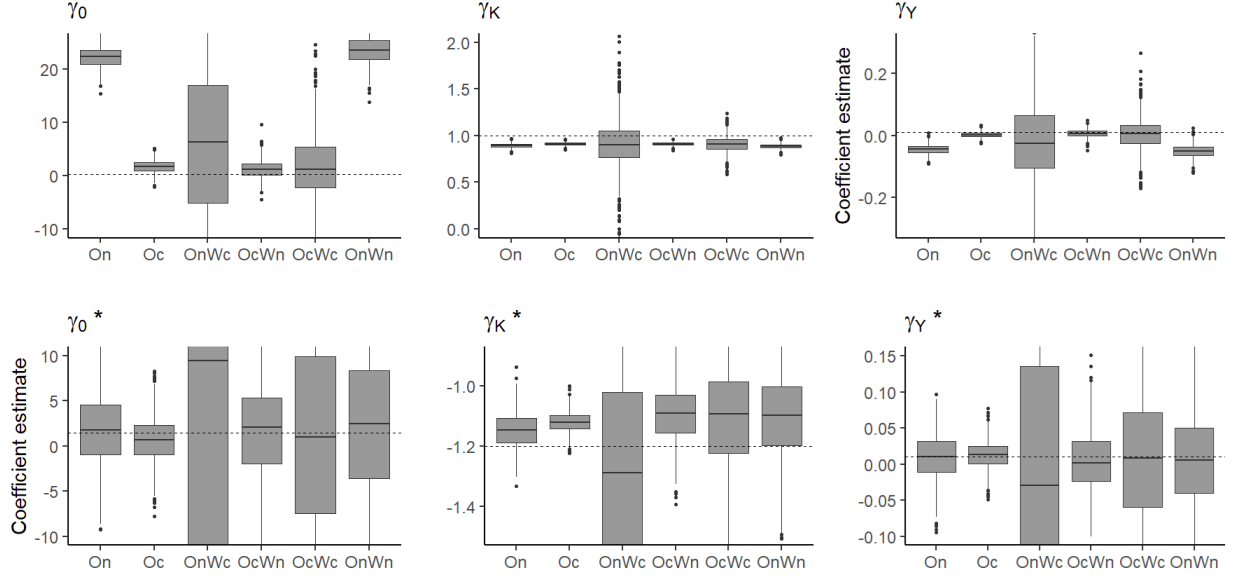 γ0
γK
γY
20
10
0
-10
On Oc OnWc OcWn OcWc OnWn
2.0
1.5
1.0
0.5
0.0
On Oc OnWc OcWn OcWc OnWn
Coefficient estimate
0.2
0.0
-0.2
On Oc OnWc OcWn OcWc OnWn
γ0 *
γK *
γY *
Coefficient estimate
10
5
0
-5
-10
On Oc OnWc OcWn OcWc OnWn
-1.0
-1.2
-1.4
On Oc OnWc OcWn OcWc OnWn
0.15
0.10
0.05
0.00
-0.05
-0.10
On Oc OnWc OcWn OcWc OnWn